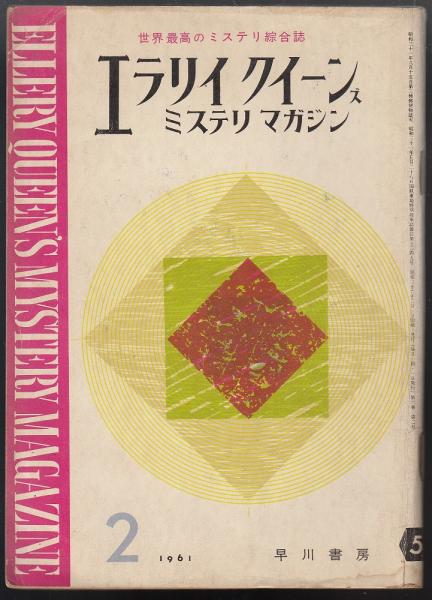 世界最高のミステリ綜合誌
エラリイ クイーンズ
ミステリ マガジン
ELLERY QUEEN'S MYSTERY MAGAZINE
2
1961
早川書房
5